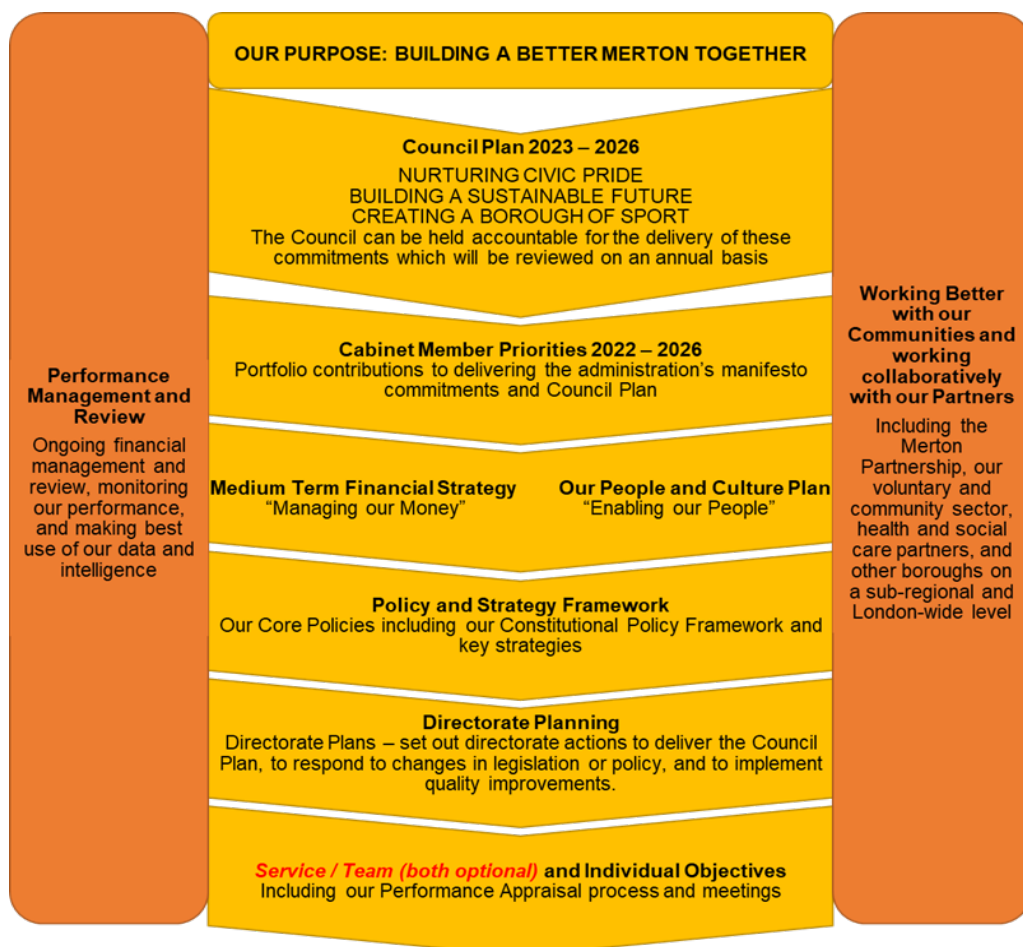 OUR PURPOSE: BUILDING A BETTER MERTON TOGETHER
Council Plan 2023 – 2026
NURTURING CIVIC PRIDE
BUILDING A SUSTAINABLE FUTURE
CREATING A BOROUGH OF SPORT
The Council can be held accountable for the delivery of these
commitments which will be reviewed on an annual basis
Cabinet Member Priorities 2022 – 2026
Portfolio contributions to delivering the administration's manifesto
commitments and Council Plan
Medium Term Financial Strategy
"Managing our Money"
Our People and Culture Plan
"Enabling our People"
Policy and Strategy Framework
Our Core Policies including our Constitutional Policy Framework and
key strategies
Directorate Planning
Directorate Plans – set out directorate actions to deliver the Council
Plan, to respond to changes in legislation or policy, and to implement
quality improvements.
Service / Team (both optional) and Individual Objectives
Including our Performance Appraisal process and meetings
Performance
Management and
Review
Ongoing financial
management and
review, monitoring
our performance,
and making best
use of our data and
intelligence
Working Better
with our
Communities and
working
collaboratively
with our Partners
Including the
Merton
Partnership, our
voluntary and
community sector,
health and social
care partners, and
other boroughs on
a sub-regional and
London-wide level